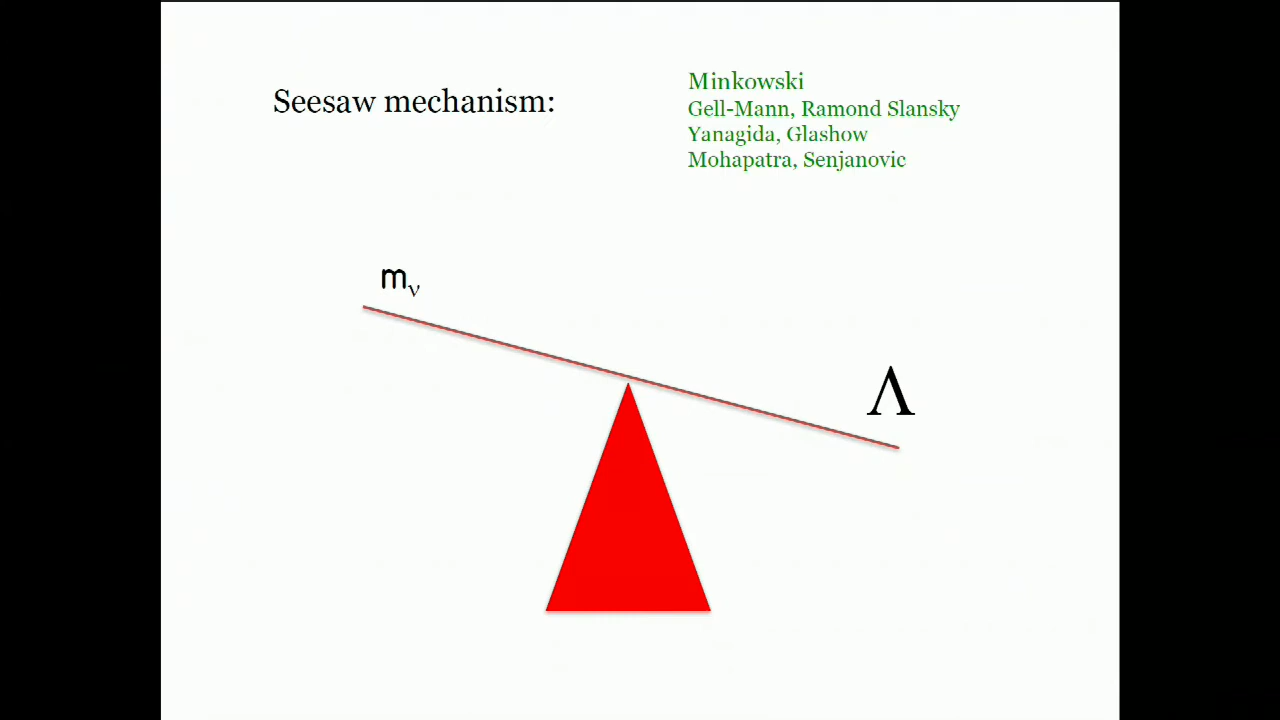 Seesaw mechanism:
Minkowski
Gell-Mann, Ramond Slansky
Yanagida, Glashow
Mohapatra, Senjanovic
mν
Λ